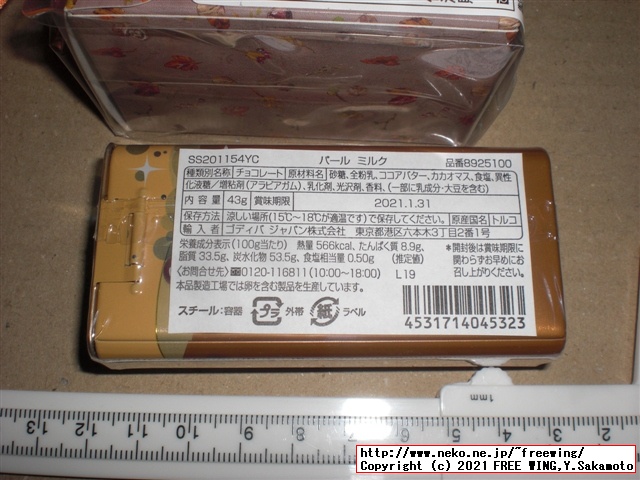 SS201154YC パール ミルク 品番8925100
種類別名称 チョコレート 原材料名 砂糖、全粉乳、ココアバター、カカオマス、食塩、異性
化液糖/増粘剤(アラビアガム)、乳化剤、光沢剤、香料、(一部に乳成分・大豆を含む)
内 容 量 43g 賞味期限 2021.1.31
保存方法 涼しい場所(15℃~18℃が適温です)で保存してください。 原産国名 トルコ
輸 入 者 ゴディバ ジャパン株式会社 東京都港区六本木3丁目2番1号
栄養成分表示(100g当たり) 熱量 566kcal、たんぱく質 8.9g、
脂質 33.5g、炭水化物 53.5g、食塩相当量 0.50g (推定値)
*開封後は賞味期限に
関わらずお早めにお
召し上がりください。
〈お問合せ先〉 0120-116811(10:00~18:00) L19
本品製造工場では卵を含む製品を生産しています。
スチール:容器 プラ 外帯 紙 ラベル
4531714045323
1mm
13 12 11 10 9 8 7 6 5 4 3 2
http://www.neko.ne.jp/~freewing/
Copyright (c) 2021 FREE WING,Y.Sakamoto